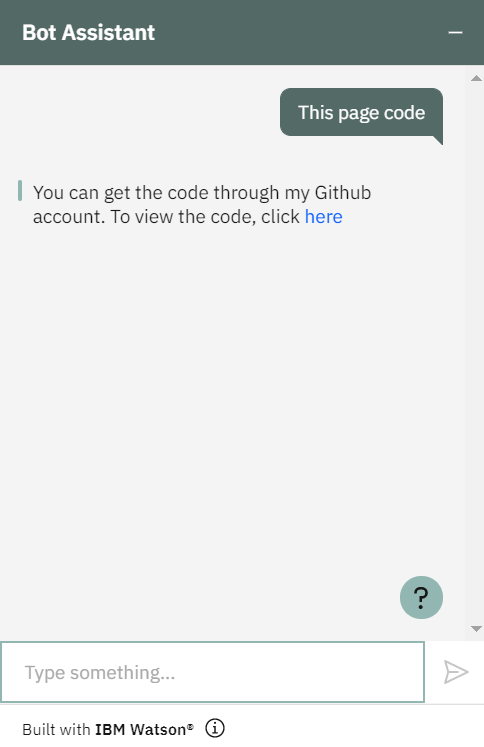 Bot Assistant
This page code
You can get the code through my Github
account. To view the code, click here
?
Type something...
Built with IBM Watson®